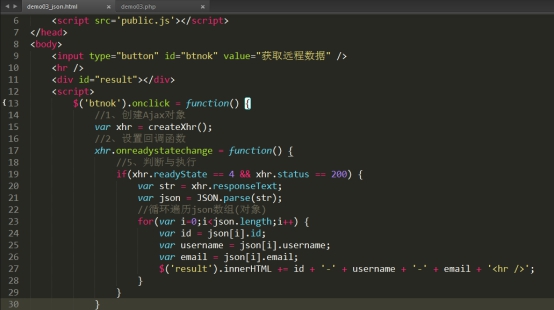 demo03_json.html × demo03.php ×
6 <script src='public.js'></script>
7 </head>
8 <body>
9 <input type="button" id="btnok" value="获取远程数据" />
10 <hr />
11 <div id="result"></div>
12 <script>
13 $('btnok').onclick = function() {
14 //1、创建Ajax对象
15 var xhr = createXhr();
16 //2、设置回调函数
17 xhr.onreadystatechange = function() {
18 //5、判断与执行
19 if(xhr.readyState == 4 && xhr.status == 200) {
20 var str = xhr.responseText;
21 var json = JSON.parse(str);
22 //循环遍历json数组(对象)
23 for(var i=0;i<json.length;i++) {
24 var id = json[i].id;
25 var username = json[i].username;
26 var email = json[i].email;
27 $('result').innerHTML += id + '-' + username + '-' + email + '<hr />';
28 }
29 }
30 }